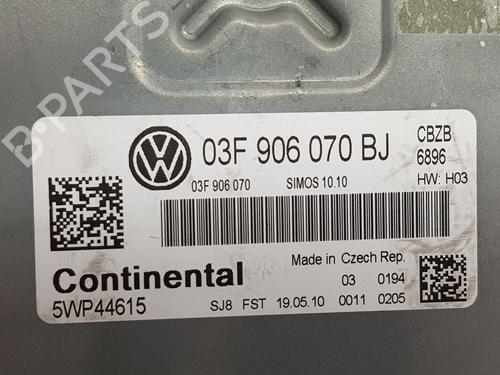 B-PARTS
03F 906 070 BJ
CBZB
6896
03F 906 070
SIMOS 10.10
HW: H03
Made in Czech Rep.
03 0194
Continental
5WP44615
SJ8 FST 19.05.10 0011 0205